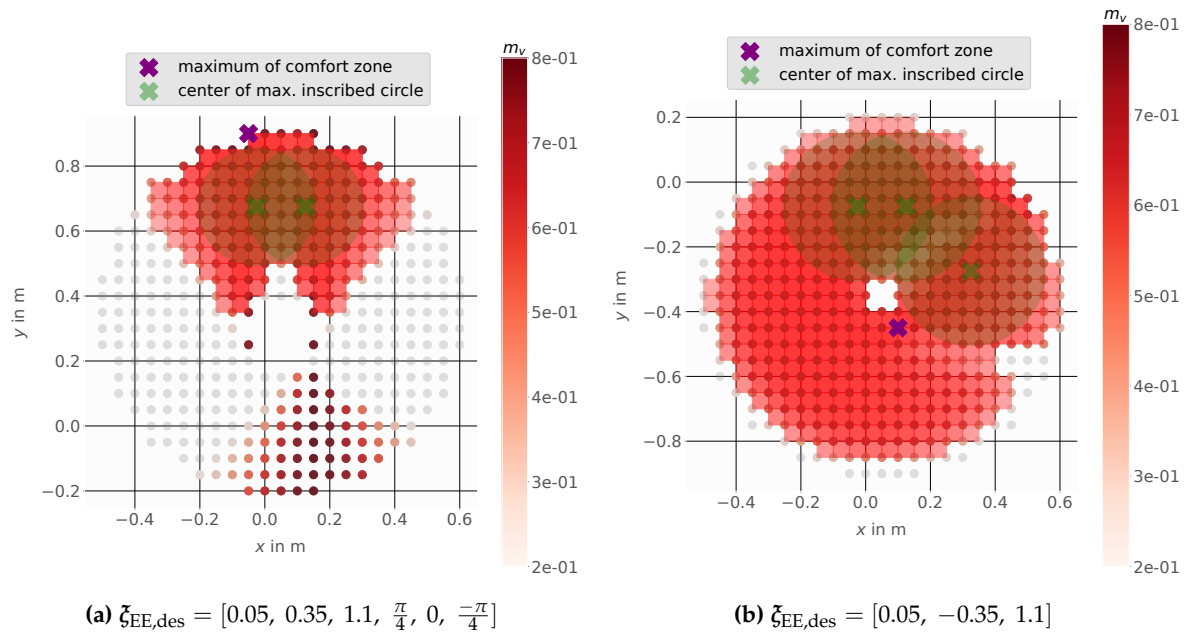 m_v
8e-01
maximum of comfort zone
center of max. inscribed circle
0.8
0.6
0.4
0.2
0.0
−0.2
y in m
−0.4 −0.2 0.0 0.2 0.4 0.6
x in m
7e-01
6e-01
5e-01
4e-01
3e-01
2e-01
(a) ξ_EE,des = [0.05, 0.35, 1.1, π/4, 0, −π/4]
m_v
8e-01
maximum of comfort zone
center of max. inscribed circle
0.2
0.0
−0.2
−0.4
−0.6
−0.8
y in m
−0.4 −0.2 0.0 0.2 0.4 0.6
x in m
7e-01
6e-01
5e-01
4e-01
3e-01
2e-01
(b) ξ_EE,des = [0.05, −0.35, 1.1]